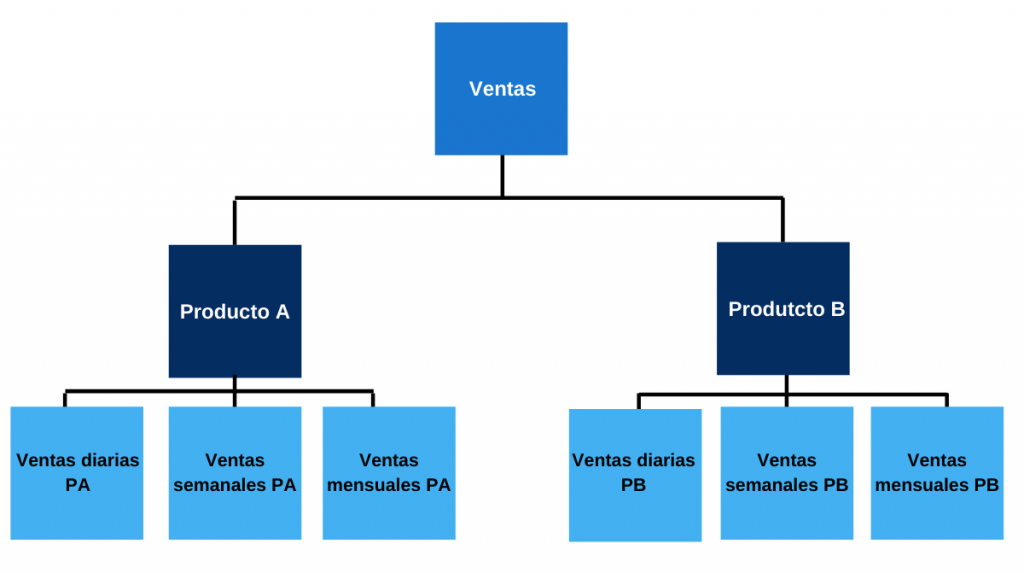 Ventas
Producto A
Produtcto B
Ventas diarias
PA
Ventas
semanales PA
Ventas
mensuales PA
Ventas diarias
PB
Ventas
semanales PB
Ventas
mensuales PB